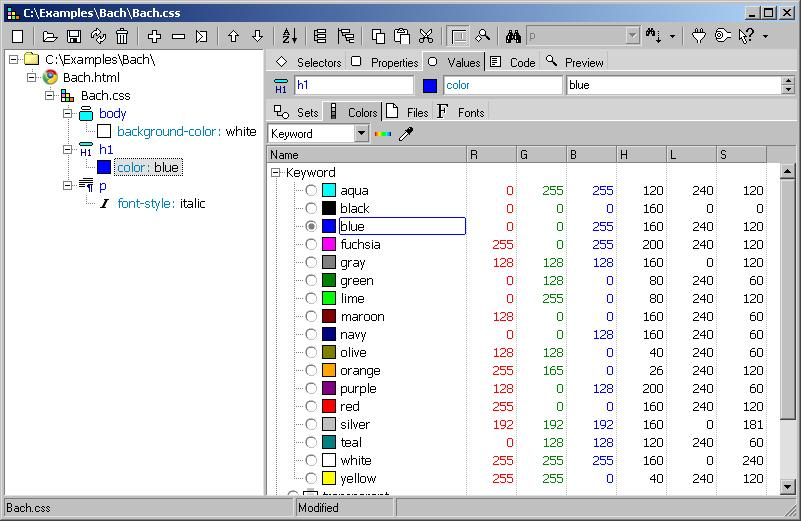 C:\Examples\Bach\Bach.css
C:\Examples\Bach\
Bach.html
Bach.css
body
background-color: white
H1 h1
color: blue
p
I font-style: italic
Selectors Properties Values Code Preview
H1 h1 color blue
Sets Colors Files F Fonts
Keyword
Name R G B H L S
Keyword
aqua 0 255 255 120 240 120
black 0 0 0 160 0 0
blue 0 0 255 160 240 120
fuchsia 255 0 255 200 240 120
gray 128 128 128 160 0 120
green 0 128 0 80 240 60
lime 0 255 0 80 240 120
maroon 128 0 0 160 240 60
navy 0 0 128 160 240 60
olive 128 128 0 40 240 60
orange 255 165 0 26 240 120
purple 128 0 128 200 240 60
red 255 0 0 160 240 120
silver 192 192 192 160 0 181
teal 0 128 128 120 240 60
white 255 255 255 160 0 240
yellow 255 255 0 40 240 120
Bach.css Modified